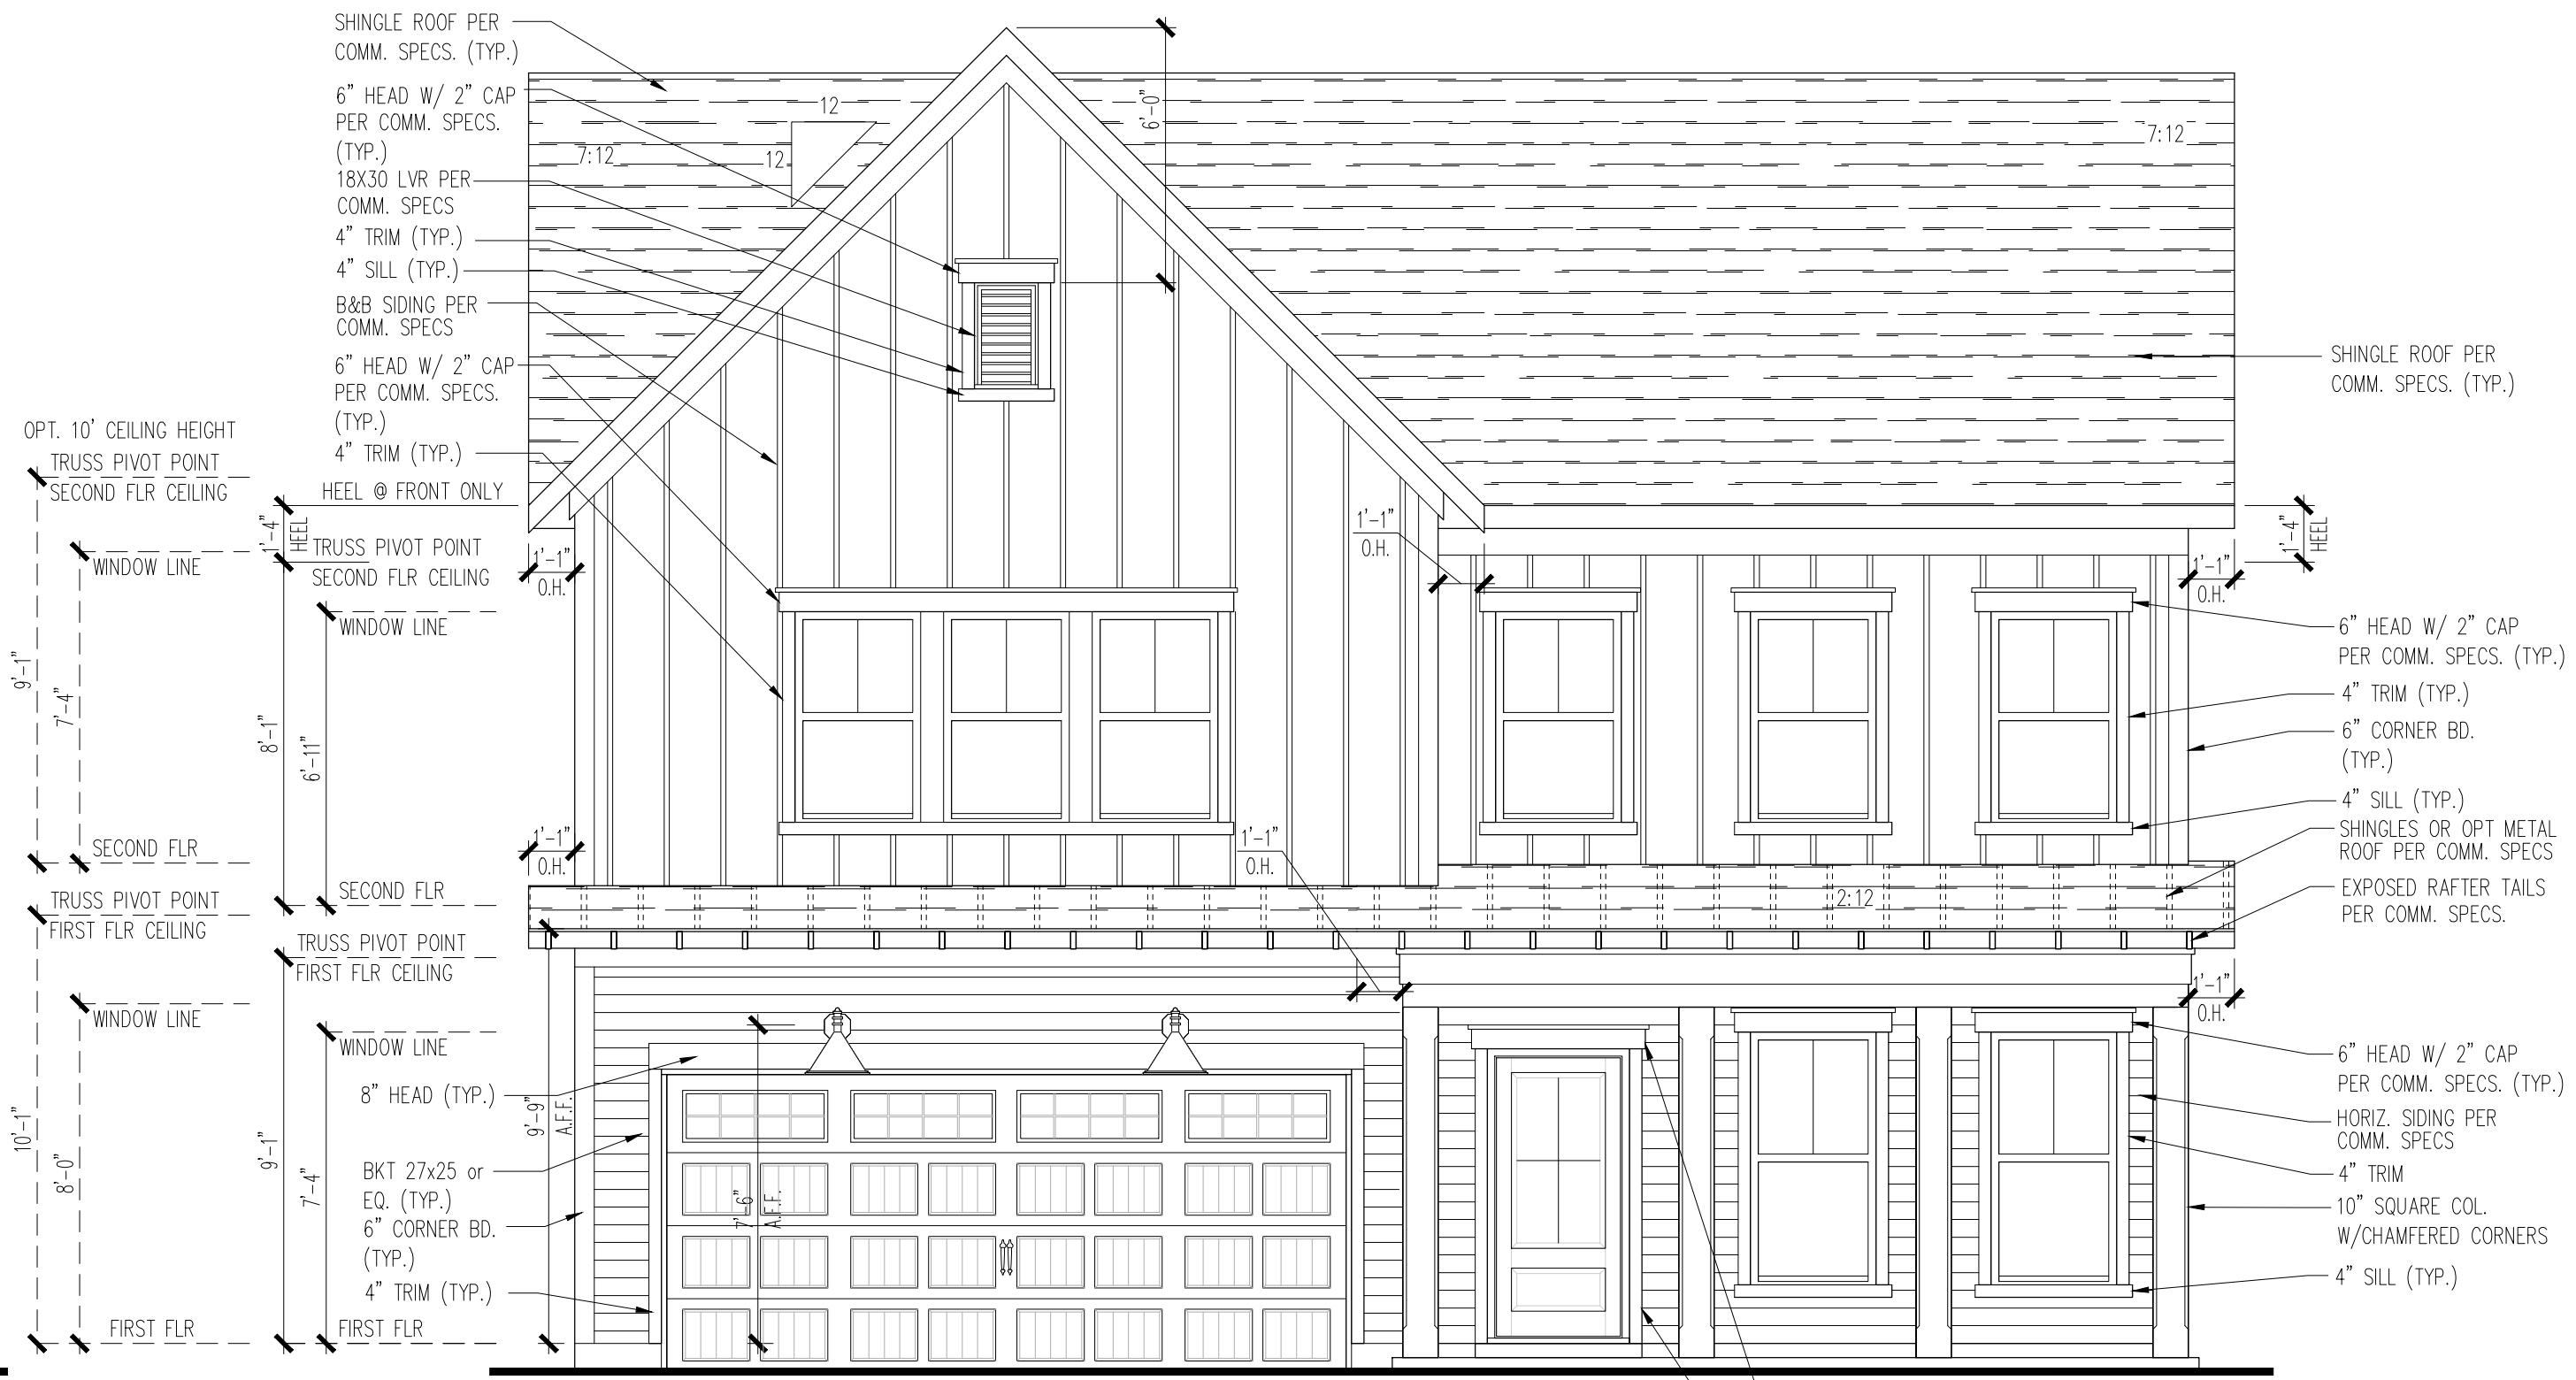 SHINGLE ROOF PER
COMM. SPECS. (TYP.)
6" HEAD W/ 2" CAP
PER COMM. SPECS.
(TYP.)
18X30 LVR PER
COMM. SPECS
4" TRIM (TYP.)
4" SILL (TYP.)
B&B SIDING PER
COMM. SPECS
6" HEAD W/ 2" CAP
PER COMM. SPECS.
(TYP.)
4" TRIM (TYP.)
12
12
7:12
6'-0"
7:12
SHINGLE ROOF PER
COMM. SPECS. (TYP.)
OPT. 10' CEILING HEIGHT
TRUSS PIVOT POINT
SECOND FLR CEILING
WINDOW LINE
9'-1"
7'-4"
SECOND FLR
TRUSS PIVOT POINT
FIRST FLR CEILING
WINDOW LINE
10'-1"
8'-0"
FIRST FLR
HEEL @ FRONT ONLY
1'-4"
HEEL
TRUSS PIVOT POINT
SECOND FLR CEILING
WINDOW LINE
8'-1"
6'-11"
SECOND FLR
TRUSS PIVOT POINT
FIRST FLR CEILING
WINDOW LINE
9'-1"
7'-4"
FIRST FLR
1'-1"
O.H.
1'-1"
O.H.
1'-1"
O.H.
1'-4"
HEEL
1'-1"
O.H.
1'-1"
O.H.
2:12
1'-1"
O.H.
6" HEAD W/ 2" CAP
PER COMM. SPECS. (TYP.)
4" TRIM (TYP.)
6" CORNER BD.
(TYP.)
4" SILL (TYP.)
SHINGLES OR OPT METAL
ROOF PER COMM. SPECS
EXPOSED RAFTER TAILS
PER COMM. SPECS.
8" HEAD (TYP.)
BKT 27x25 or
EQ. (TYP.)
6" CORNER BD.
(TYP.)
4" TRIM (TYP.)
9'-9"
A.F.F.
7'-6"
A.F.F.
6" HEAD W/ 2" CAP
PER COMM. SPECS. (TYP.)
HORIZ. SIDING PER
COMM. SPECS
4" TRIM
10" SQUARE COL.
W/CHAMFERED CORNERS
4" SILL (TYP.)